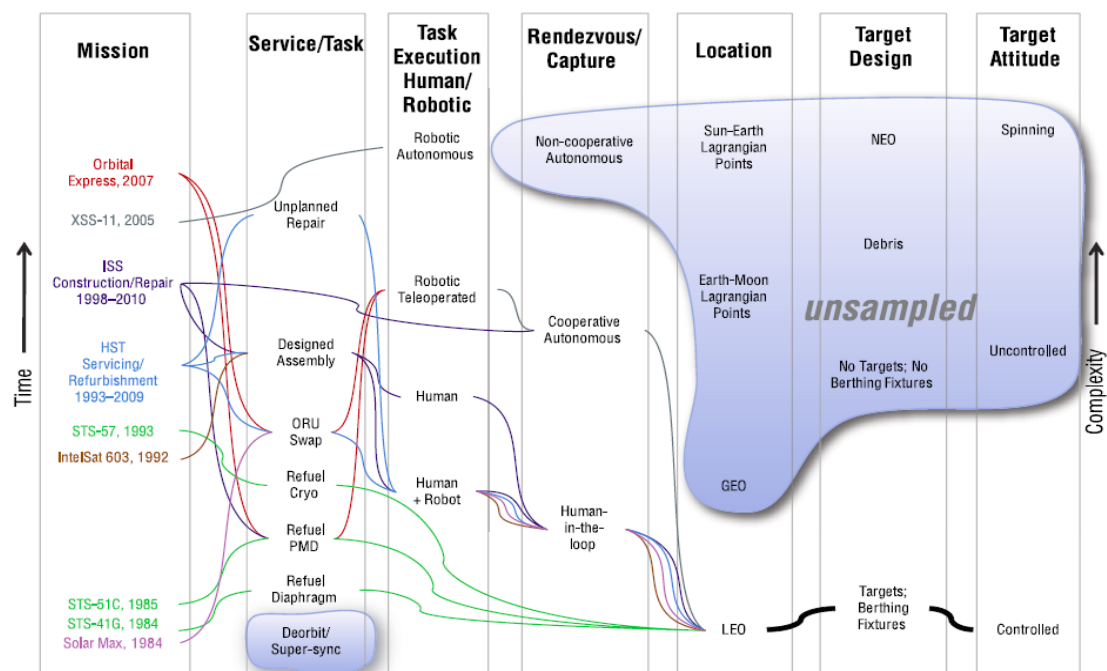 Mission
Service/Task
Task
Execution
Human/
Robotic
Rendezvous/
Capture
Location
Target
Design
Target
Attitude
Time
Orbital
Express, 2007
XSS-11, 2005
ISS
Construction/Repair
1998–2010
HST
Servicing/
Refurbishment
1993–2009
STS-57, 1993
IntelSat 603, 1992
STS-51C, 1985
STS-41G, 1984
Solar Max, 1984
Unplanned
Repair
Designed
Assembly
ORU
Swap
Refuel
Cryo
Refuel
PMD
Refuel
Diaphragm
Deorbit/
Super-sync
Robotic
Autonomous
Robotic
Teleoperated
Human
Human
+ Robot
Non-cooperative
Autonomous
Cooperative
Autonomous
Human-
in-the-
loop
Sun–Earth
Lagrangian
Points
Earth–Moon
Lagrangian
Points
GEO
LEO
NEO
Debris
unsampled
No Targets; No
Berthing Fixtures
Targets;
Berthing
Fixtures
Spinning
Uncontrolled
Controlled
Complexity